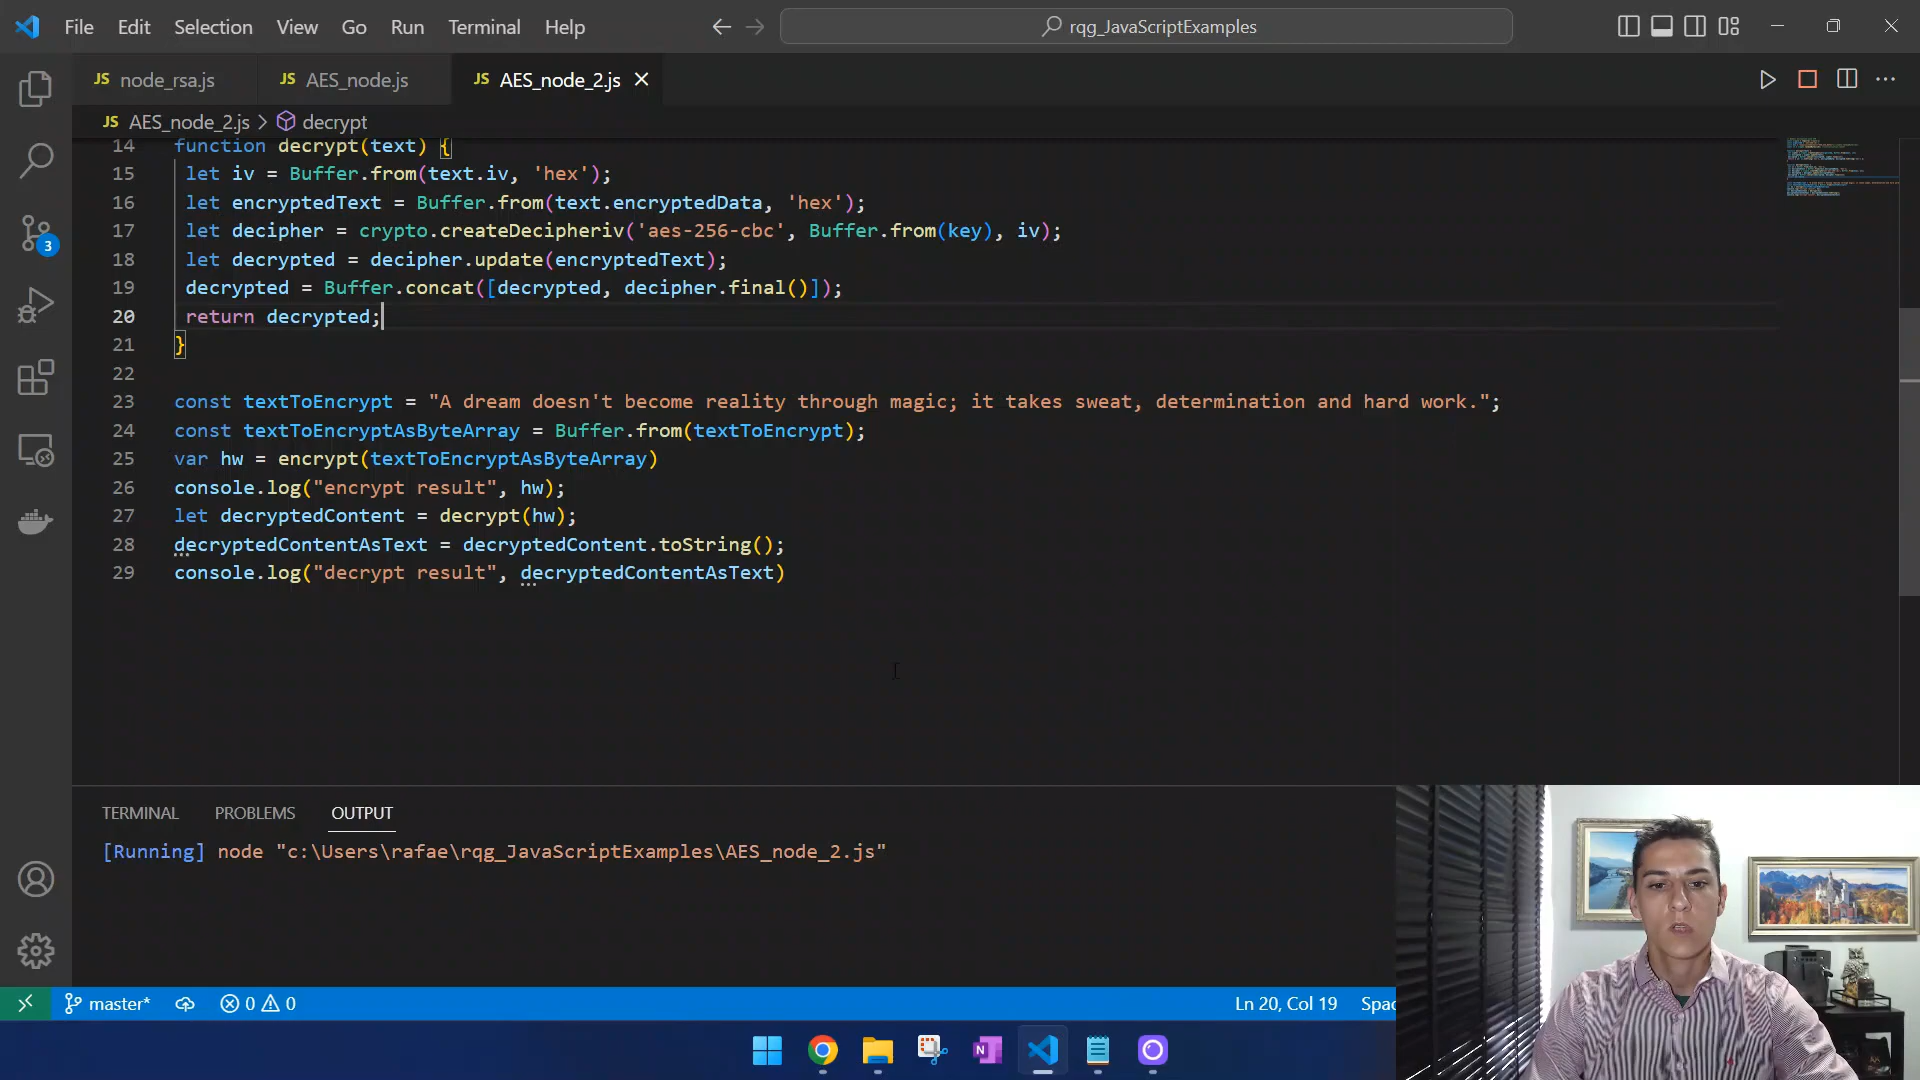 File Edit Selection View Go Run Terminal Help
rqg_JavaScriptExamples
JS node_rsa.js
JS AES_node.js
JS AES_node_2.js
JS AES_node_2.js > decrypt
14 function decrypt(text) {
15 let iv = Buffer.from(text.iv, 'hex');
16 let encryptedText = Buffer.from(text.encryptedData, 'hex');
17 let decipher = crypto.createDecipheriv('aes-256-cbc', Buffer.from(key), iv);
18 let decrypted = decipher.update(encryptedText);
19 decrypted = Buffer.concat([decrypted, decipher.final()]);
20 return decrypted;
21 }
22
23 const textToEncrypt = "A dream doesn't become reality through magic; it takes sweat, determination and hard work.";
24 const textToEncryptAsByteArray = Buffer.from(textToEncrypt);
25 var hw = encrypt(textToEncryptAsByteArray)
26 console.log("encrypt result", hw);
27 let decryptedContent = decrypt(hw);
28 decryptedContentAsText = decryptedContent.toString();
29 console.log("decrypt result", decryptedContentAsText)
3
TERMINAL PROBLEMS OUTPUT
[Running] node "c:\Users\rafae\rqg_JavaScriptExamples\AES_node_2.js"
master* 0 0 Ln 20, Col 19 Spac
N